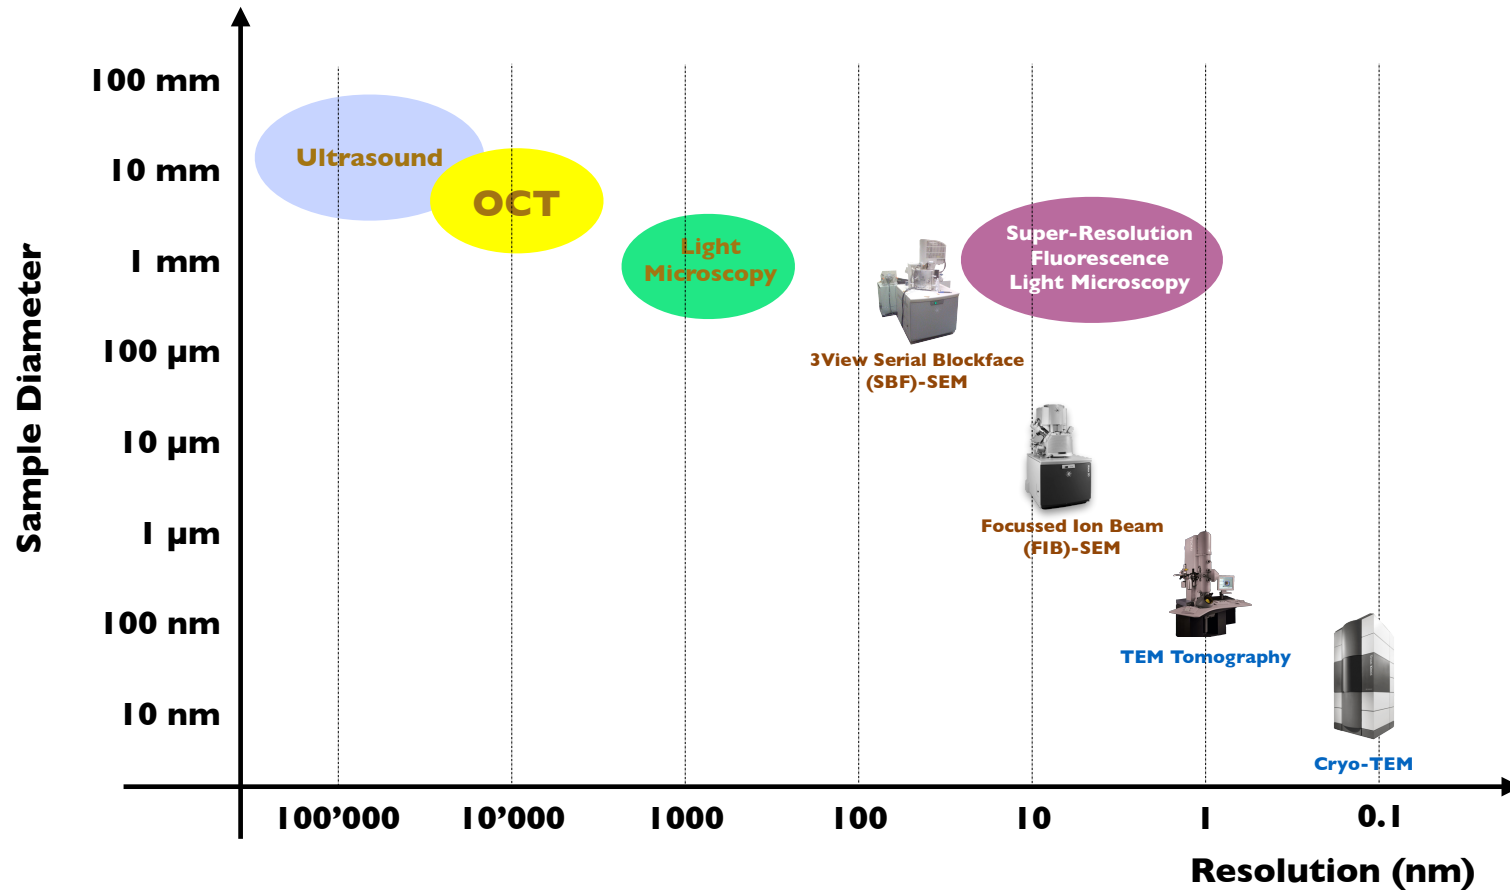 100 mm
10 mm
1 mm
100 µm
10 µm
1 µm
100 nm
10 nm
Sample Diameter
Ultrasound
OCT
Light
Microscopy
Super-Resolution
Fluorescence
Light Microscopy
3View Serial Blockface
(SBF)-SEM
Focussed Ion Beam
(FIB)-SEM
TEM Tomography
Cryo-TEM
100’000
10’000
1000
100
10
1
0.1
Resolution (nm)